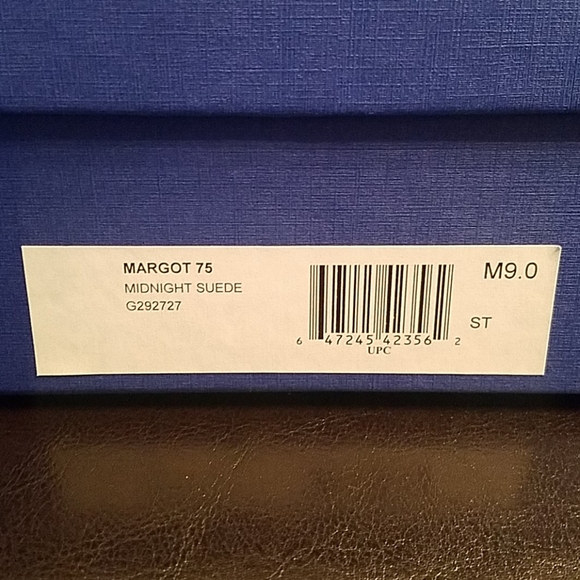 MARGOT 75
MIDNIGHT SUEDE
G292727
6 47245 42356 2
UPC
M9.0
ST